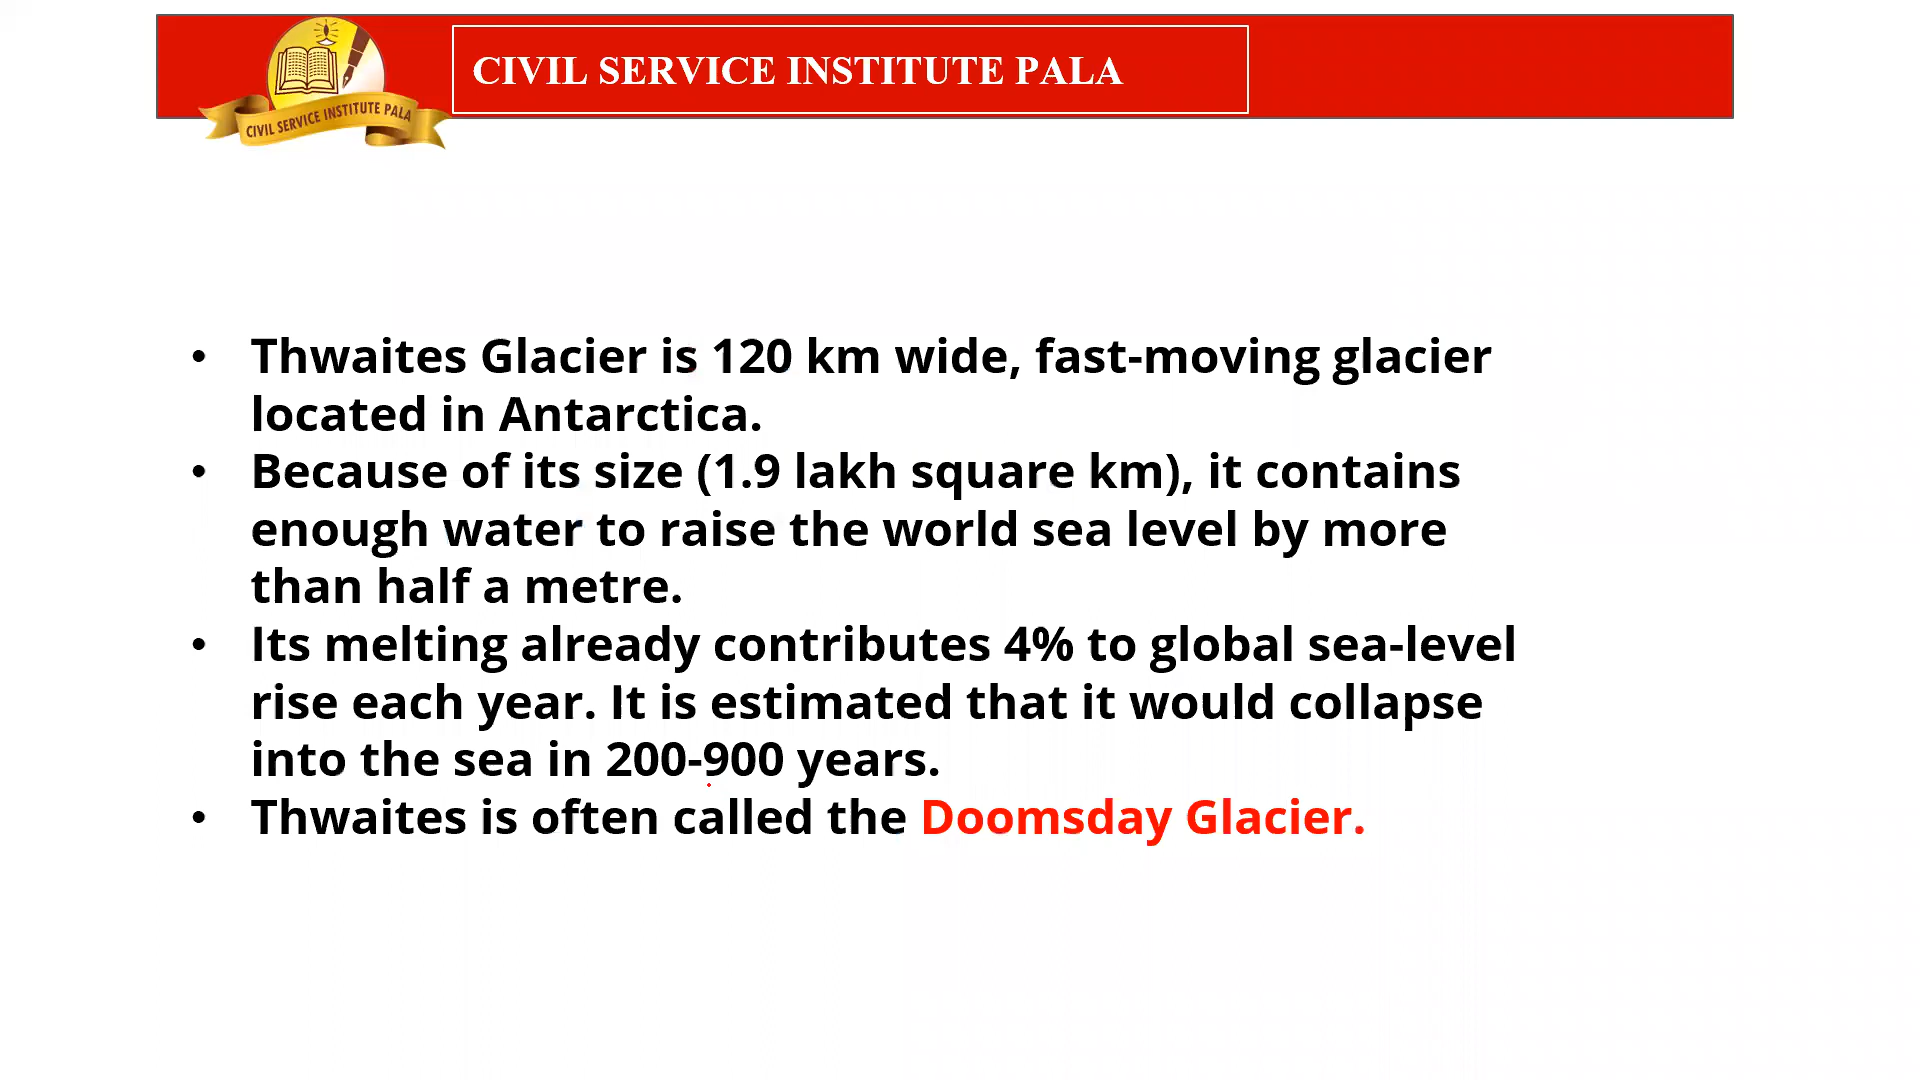 CIVIL SERVICE INSTITUTE PALA
CIVIL SERVICE INSTITUTE PALA
• Thwaites Glacier is 120 km wide, fast-moving glacier
located in Antarctica.
• Because of its size (1.9 lakh square km), it contains
enough water to raise the world sea level by more
than half a metre.
• Its melting already contributes 4% to global sea-level
rise each year. It is estimated that it would collapse
into the sea in 200-900 years.
• Thwaites is often called the Doomsday Glacier.